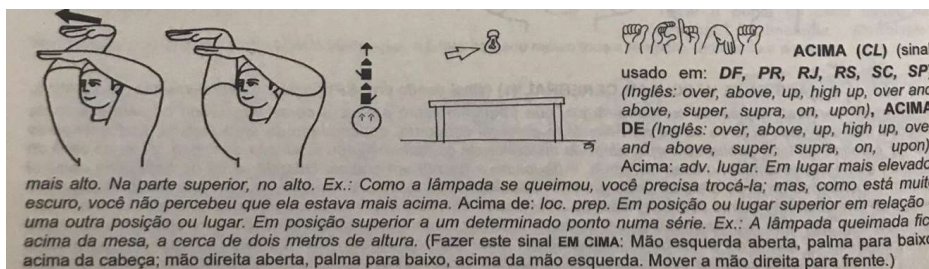 ACIMA (CL) (sinal
usado em: DF, PR, RJ, RS, SC, SP)
(Inglês: over, above, up, high up, over and
above, super, supra, on, upon), ACIMA
DE (Inglês: over, above, up, high up, over
and above, super, supra, on, upon)
Acima: adv. lugar. Em lugar mais elevado
mais alto. Na parte superior, no alto. Ex.: Como a lâmpada se queimou, você precisa trocá-la; mas, como está muito
escuro, você não percebeu que ela estava mais acima. Acima de: loc. prep. Em posição ou lugar superior em relação
uma outra posição ou lugar. Em posição superior a um determinado ponto numa série. Ex.: A lâmpada queimada fic
acima da mesa, a cerca de dois metros de altura. (Fazer este sinal EM CIMA: Mão esquerda aberta, palma para baixo
acima da cabeça; mão direita aberta, palma para baixo, acima da mão esquerda. Mover a mão direita para frente.)